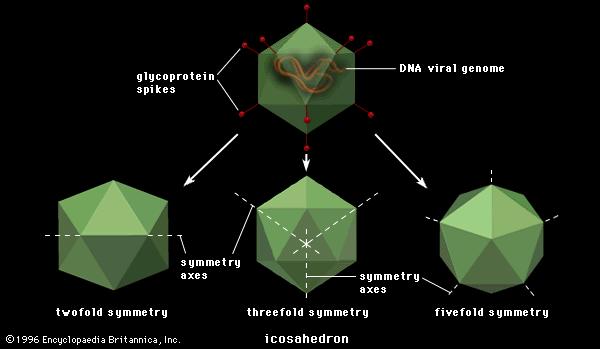 glycoprotein
spikes
DNA viral genome
symmetry
axes
symmetry
axes
twofold symmetry
threefold symmetry
fivefold symmetry
icosahedron
©1996 Encyclopaedia Britannica, Inc.